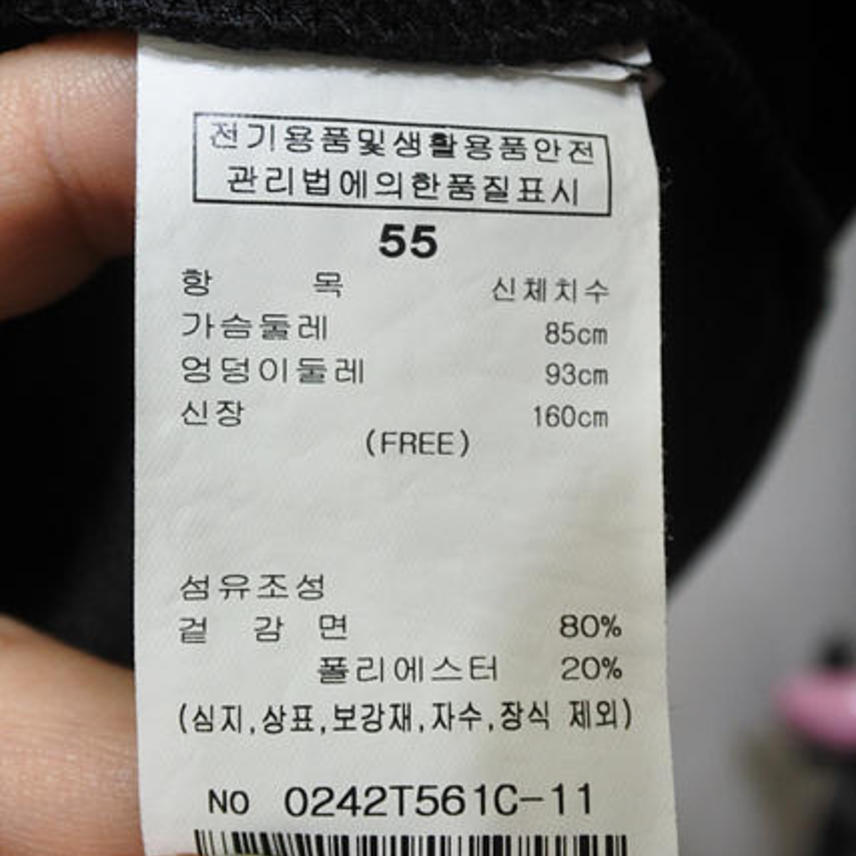 전기용품및생활용품안전
관리법에의한품질표시
55
항 목 신체치수
가슴둘레 85cm
엉덩이둘레 93cm
신장 160cm
(FREE)
섬유조성
겉 감 면 80%
폴리에스터 20%
(심지,상표,보강재,자수,장식 제외)
NO 0242T561C-11